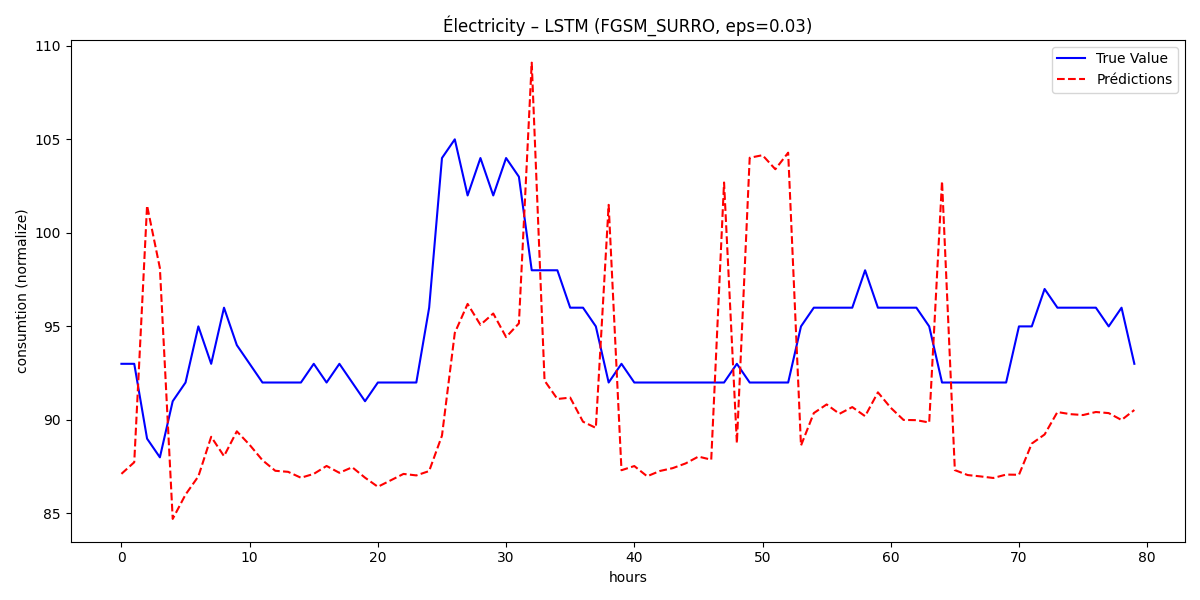 Électricity – LSTM (FGSM_SURRO, eps=0.03)
True Value
Prédictions
consumtion (normalize)
110
105
100
95
90
85
0 10 20 30 40 50 60 70 80
hours